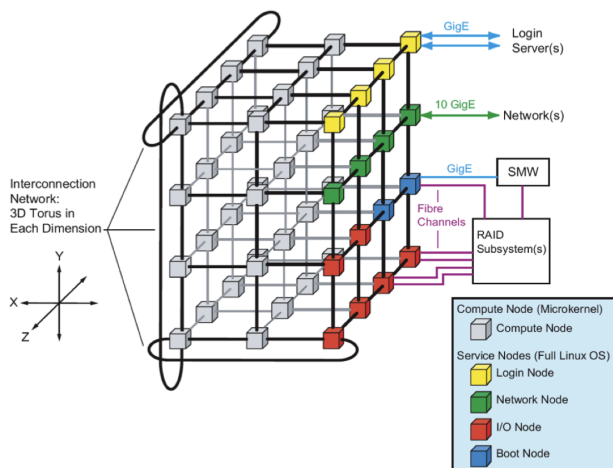 GigE
Login
Server(s)
10 GigE
Network(s)
GigE
SMW
Fibre
Channels
RAID
Subsystem(s)
Interconnection
Network:
3D Torus in
Each Dimension
Y
X
Z
Compute Node (Microkernel)
Compute Node
Service Nodes (Full Linux OS)
Login Node
Network Node
I/O Node
Boot Node